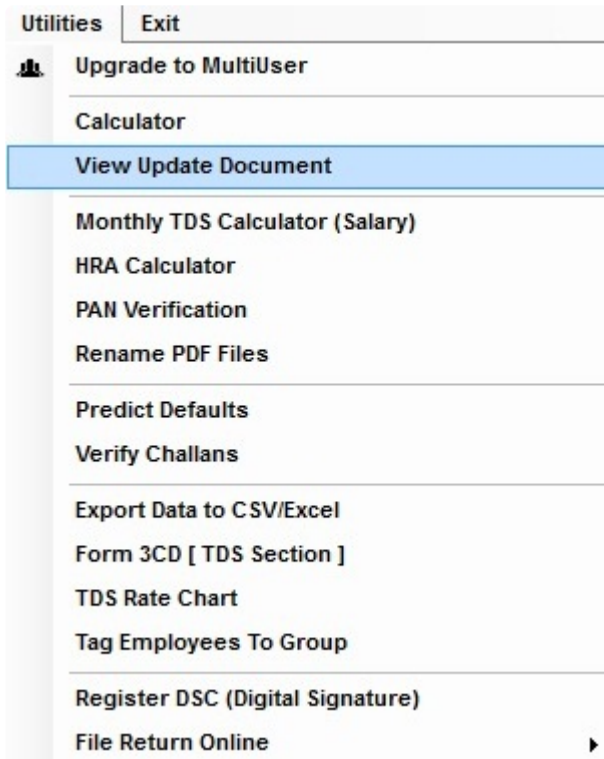 Utilities Exit
Upgrade to MultiUser
Calculator
View Update Document
Monthly TDS Calculator (Salary)
HRA Calculator
PAN Verification
Rename PDF Files
Predict Defaults
Verify Challans
Export Data to CSV/Excel
Form 3CD [ TDS Section ]
TDS Rate Chart
Tag Employees To Group
Register DSC (Digital Signature)
File Return Online